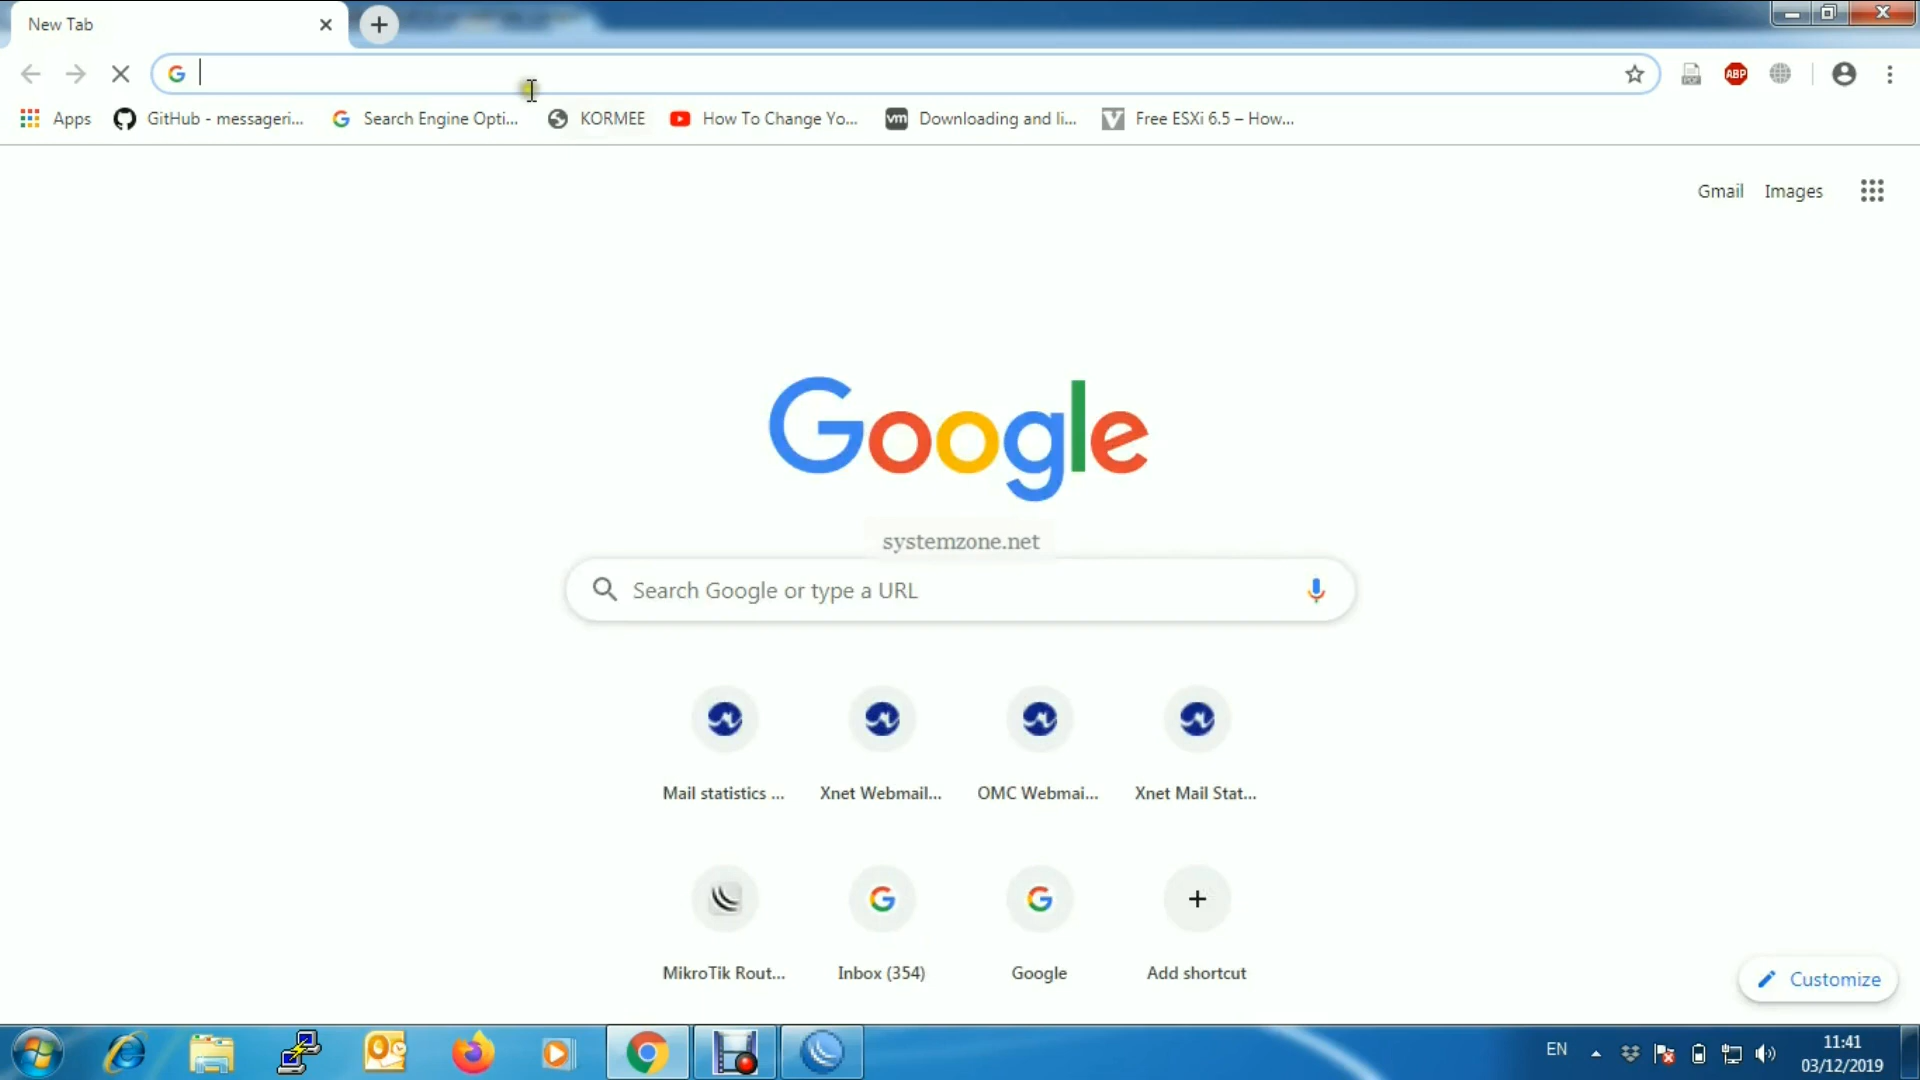 New Tab
Apps
GitHub - messageri...
Search Engine Opti...
KORMEE
How To Change Yo...
vm Downloading and li...
Free ESXi 6.5 – How...
ABP
Gmail Images
Google
systemzone.net
Search Google or type a URL
Mail statistics ... Xnet Webmail... OMC Webmai... Xnet Mail Stat...
MikroTik Rout... Inbox (354) Google Add shortcut
Customize
EN
11:41
03/12/2019